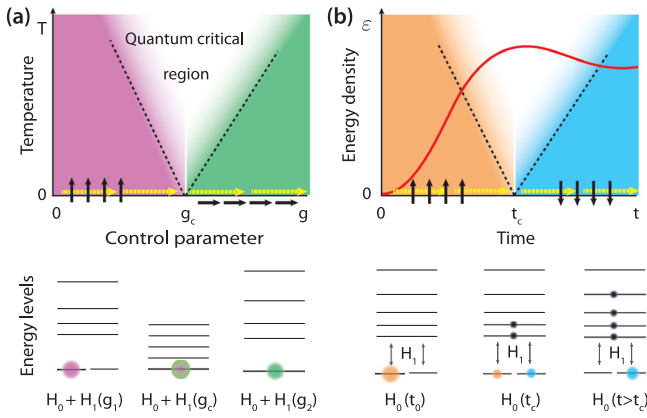 (a)
T
Quantum critical
region
Temperature
0
0
g_c
g
Control parameter
Energy levels
H_0 + H_1(g_1)
H_0 + H_1(g_c)
H_0 + H_1(g_2)
(b)
ε
Energy density
0
0
t_c
t
Time
H_1
H_1
H_1
H_0(t_0)
H_0(t_c)
H_0(t>t_c)